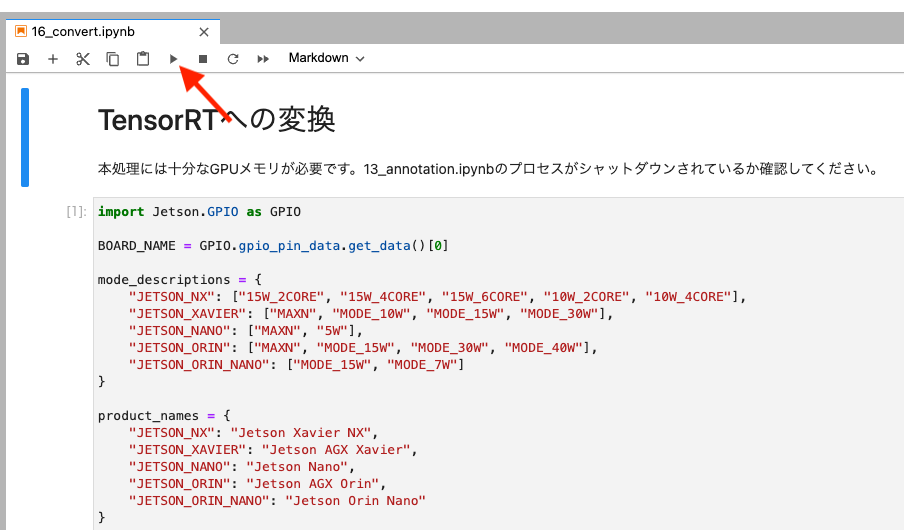 16_convert.ipynb
Markdown
TensorRTへの変換
本処理には十分なGPUメモリが必要です。13_annotation.ipynbのプロセスがシャットダウンされているか確認してください。
[1]: import Jetson.GPIO as GPIO
BOARD_NAME = GPIO.gpio_pin_data.get_data()[0]
mode_descriptions = {
"JETSON_NX": ["15W_2CORE", "15W_4CORE", "15W_6CORE", "10W_2CORE", "10W_4CORE"],
"JETSON_XAVIER": ["MAXN", "MODE_10W", "MODE_15W", "MODE_30W"],
"JETSON_NANO": ["MAXN", "5W"],
"JETSON_ORIN": ["MAXN", "MODE_15W", "MODE_30W", "MODE_40W"],
"JETSON_ORIN_NANO": ["MODE_15W", "MODE_7W"]
}
product_names = {
"JETSON_NX": "Jetson Xavier NX",
"JETSON_XAVIER": "Jetson AGX Xavier",
"JETSON_NANO": "Jetson Nano",
"JETSON_ORIN": "Jetson AGX Orin",
"JETSON_ORIN_NANO": "Jetson Orin Nano"
}